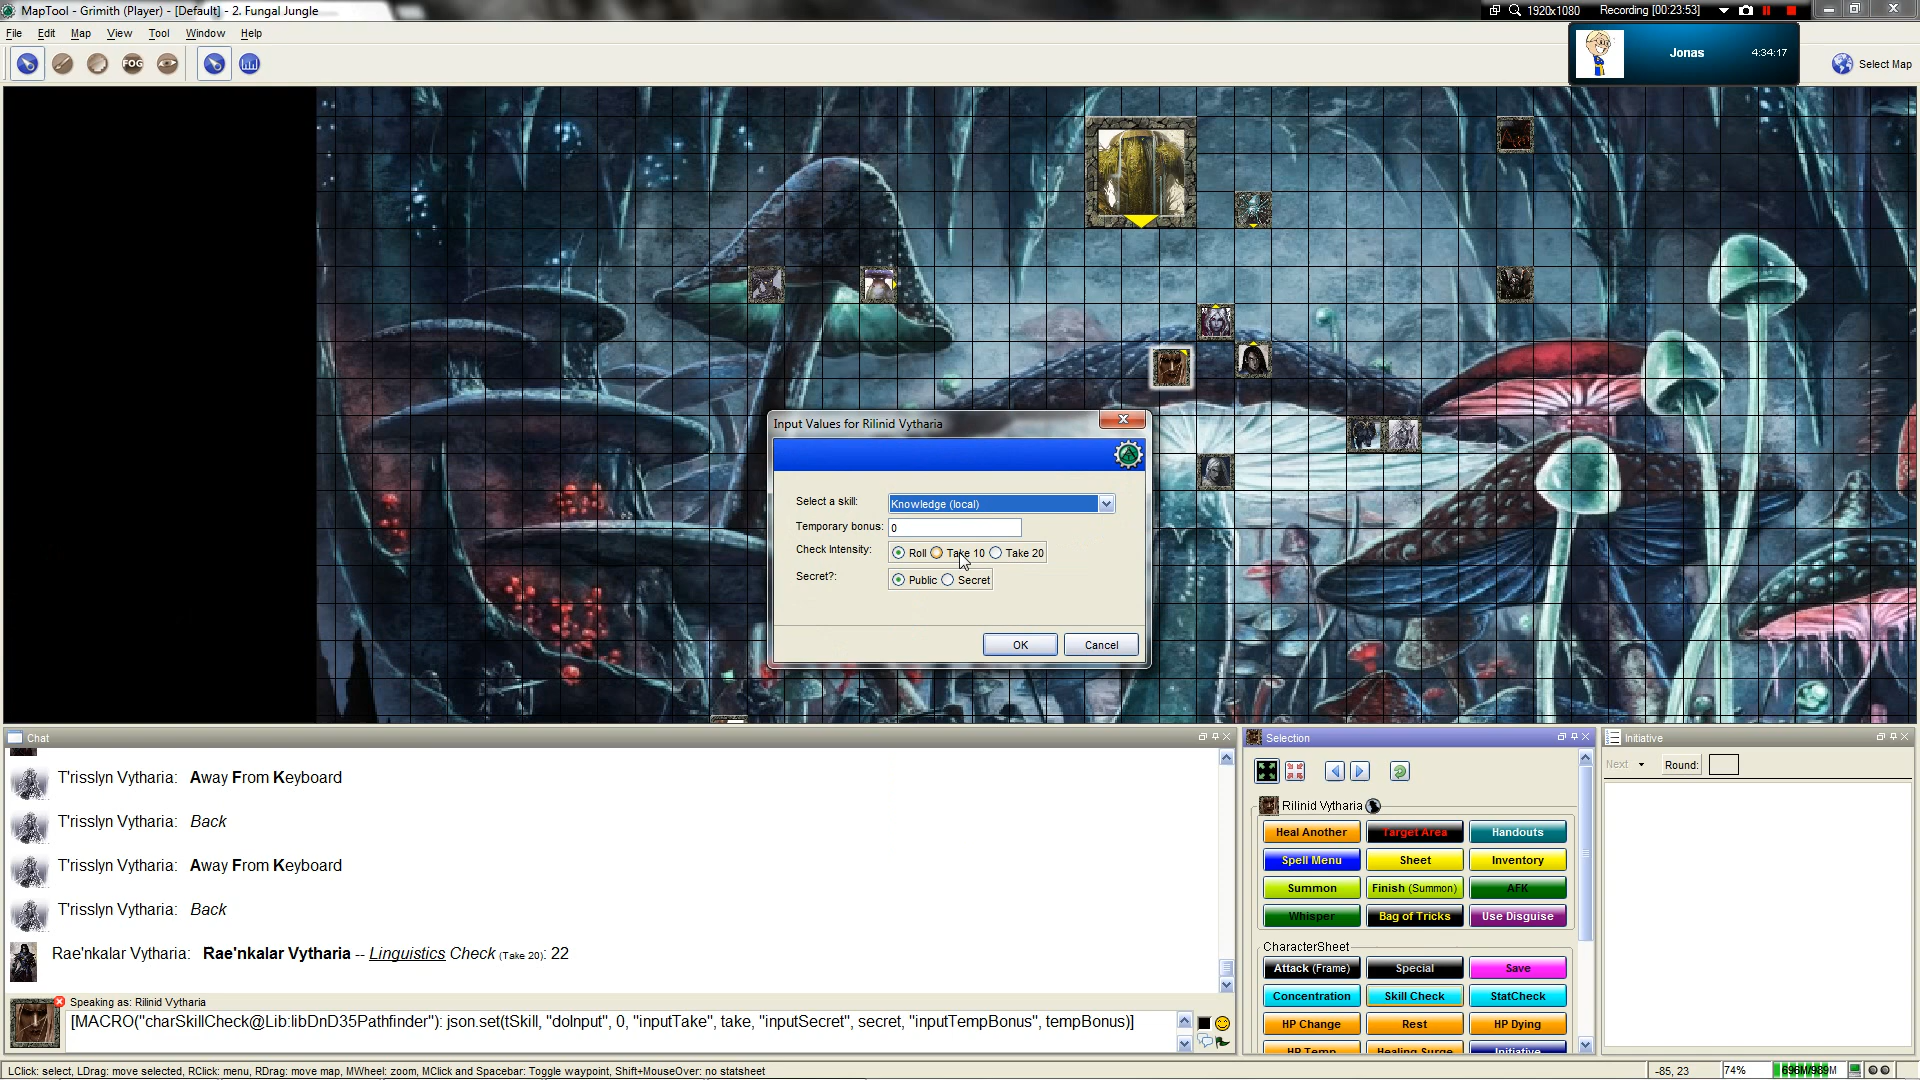 MapTool - Grimith (Player) - [Default] - 2. Fungal Jungle
1920x1080
Recording [00:23:53]
File Edit Map View Tool Window Help
FOG
Jonas
4:34:17
Select Map
Input Values for Rilinid Vytharia
Select a skill: Knowledge (local)
Temporary bonus: 0
Check Intensity: Roll Take 10 Take 20
Secret?: Public Secret
OK Cancel
Chat
T'risslyn Vytharia: Away From Keyboard
T'risslyn Vytharia: Back
T'risslyn Vytharia: Away From Keyboard
T'risslyn Vytharia: Back
Rae'nkalar Vytharia: Rae'nkalar Vytharia -- Linguistics Check (Take 20): 22
Speaking as: Rilinid Vytharia
[MACRO("charSkillCheck@Lib:libDnD35Pathfinder"): json.set(tSkill, "doInput", 0, "inputTake", take, "inputSecret", secret, "inputTempBonus", tempBonus)]
Selection
Rilinid Vytharia
Heal Another Target Area Handouts
Spell Menu Sheet Inventory
Summon Finish (Summon) AFK
Whisper Bag of Tricks Use Disguise
CharacterSheet
Attack (Frame) Special Save
Concentration Skill Check StatCheck
HP Change Rest HP Dying
HP Temp Healing Surge Initiative
Initiative
Next
Round:
LClick: select, LDrag: move selected, RClick: menu, RDrag: move map, MWheel: zoom, MClick and Spacebar: Toggle waypoint, Shift+MouseOver: no statsheet
-85, 23
74%
696M/989M